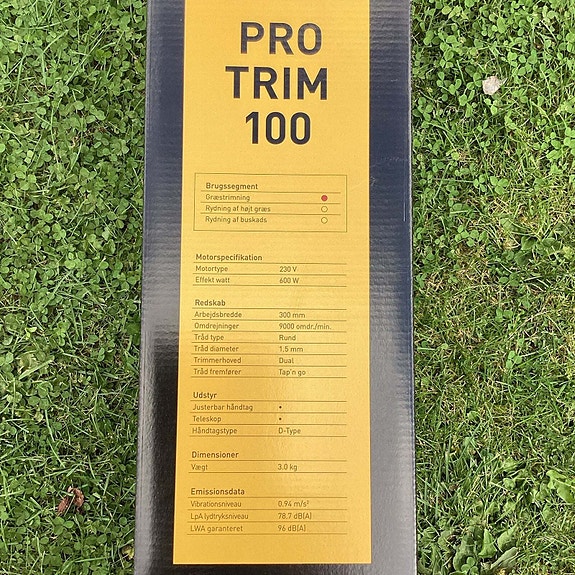 PRO
TRIM
100
Brugssegment
Græstrimning
Rydning af højt græs
Rydning af buskads
Motorspecifikation
Motortype 230 V
Effekt watt 600 W
Redskab
Arbejdsbredde 300 mm
Omdrejninger 9000 omdr./min.
Tråd type Rund
Tråd diameter 1,5 mm
Trimmerhoved Dual
Tråd fremfører Tap'n go
Udstyr
Justerbar håndtag •
Teleskop •
Håndtagstype D-Type
Dimensioner
Vægt 3.0 kg
Emissionsdata
Vibrationsniveau 0,94 m/s²
LpA lydtryksniveau 78,7 dB(A)
LWA garanteret 96 dB(A)